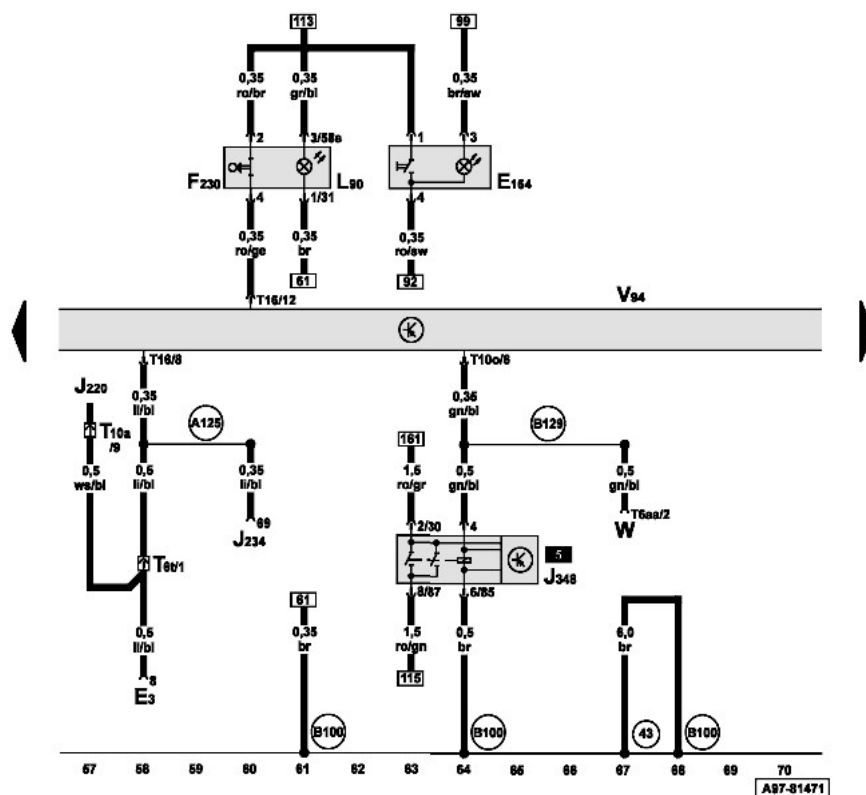 113
99
0,35
ro/br
0,35
gr/bl
0,35
br/sw
2
3/58s
1
3
F230
L90
E164
4
1/31
4
0,35
ro/ge
0,35
br
0,35
ro/sw
61
92
T16/12
V94
T16/8
T10o/6
J220
0,35
li/bl
0,35
gn/bl
A125
B129
T10a
/9
161
0,5
ws/bl
0,5
li/bl
0,35
li/bl
1,5
ro/gr
0,5
gn/bl
0,5
gn/bl
69
J234
T6aa/2
W
2/30
4
5
J348
T6t/1
8/87
6/85
61
0,5
li/bl
0,35
br
1,5
ro/gn
0,5
br
6,0
br
8
E3
115
B100
B100
43
B100
57 58 59 60 61 62 63 64 65 66 67 68 69 70
A97-81471